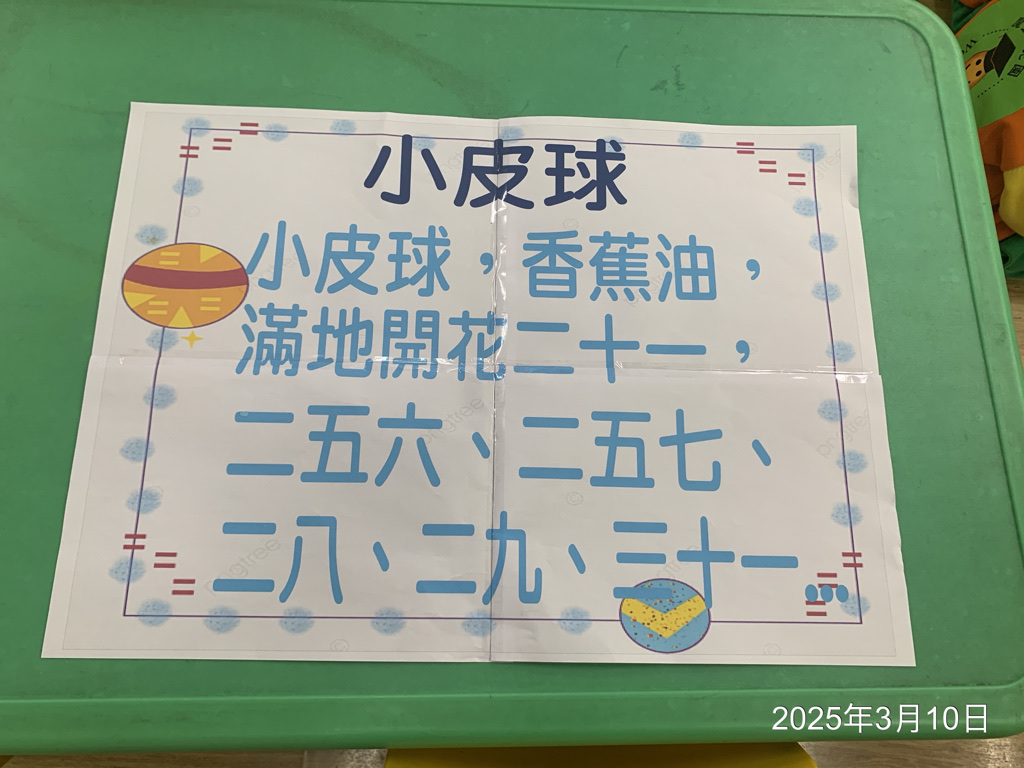 小皮球
小皮球，香蕉油，
滿地開花二十一，
二五六、二五七、
二八、二九、三十一...
2025年3月10日